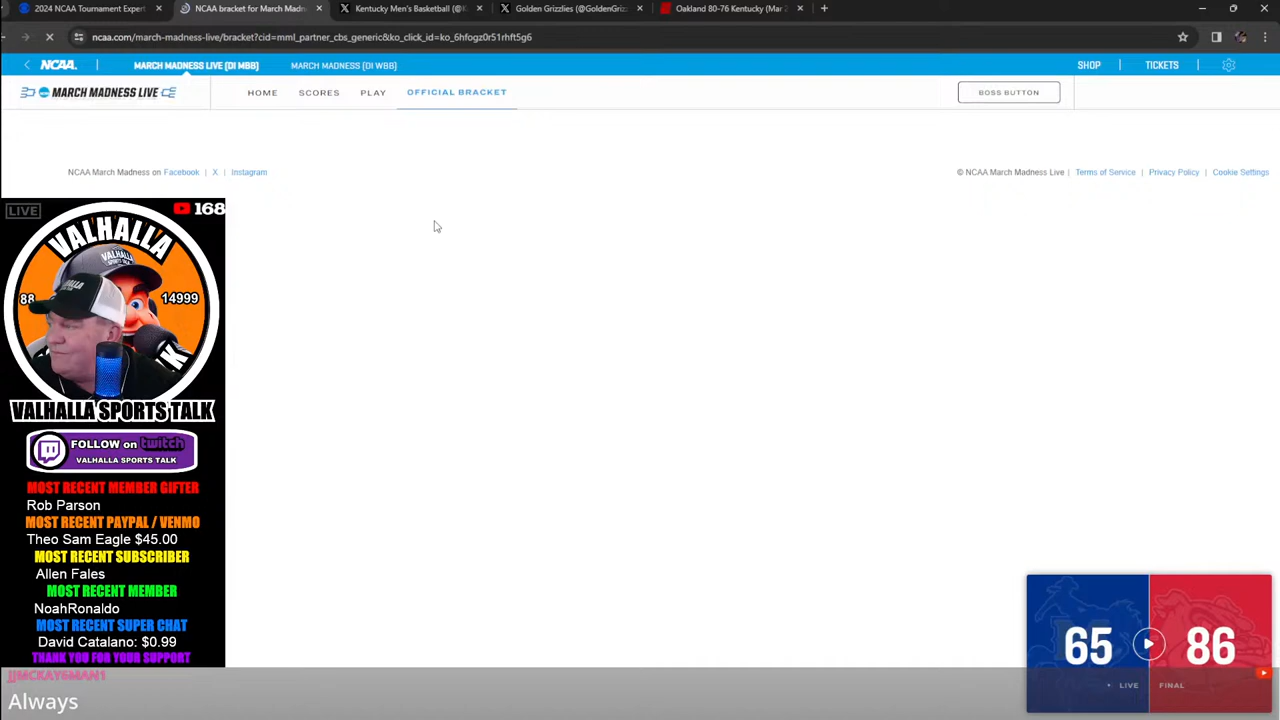 2024 NCAA Tournament Exper
NCAA bracket for March Madn
Kentucky Men's Basketball (@K
Golden Grizzlies (@GoldenGrizz
Oakland 80-76 Kentucky (Mar 2
ncaa.com/march-madness-live/bracket?cid=mml_partner_cbs_generic&ko_click_id=ko_6hfogz0r51rhft5g6
NCAA
MARCH MADNESS LIVE (DI MBB)
MARCH MADNESS (DI WBB)
SHOP
TICKETS
MARCH MADNESS LIVE
HOME
SCORES
PLAY
OFFICIAL BRACKET
BOSS BUTTON
NCAA March Madness on Facebook | X | Instagram
© NCAA March Madness Live | Terms of Service | Privacy Policy | Cookie Settings
LIVE
168
VALHALLA
88
14999
VALHALLA SPORTS TALK
FOLLOW on twitch
VALHALLA SPORTS TALK
MOST RECENT MEMBER GIFTER
Rob Parson
MOST RECENT PAYPAL / VENMO
Theo Sam Eagle $45.00
MOST RECENT SUBSCRIBER
Allen Fales
MOST RECENT MEMBER
NoahRonaldo
MOST RECENT SUPER CHAT
David Catalano: $0.99
THANK YOU FOR YOUR SUPPORT
JJMCKAY6MAN1
Always
65
86
LIVE
FINAL